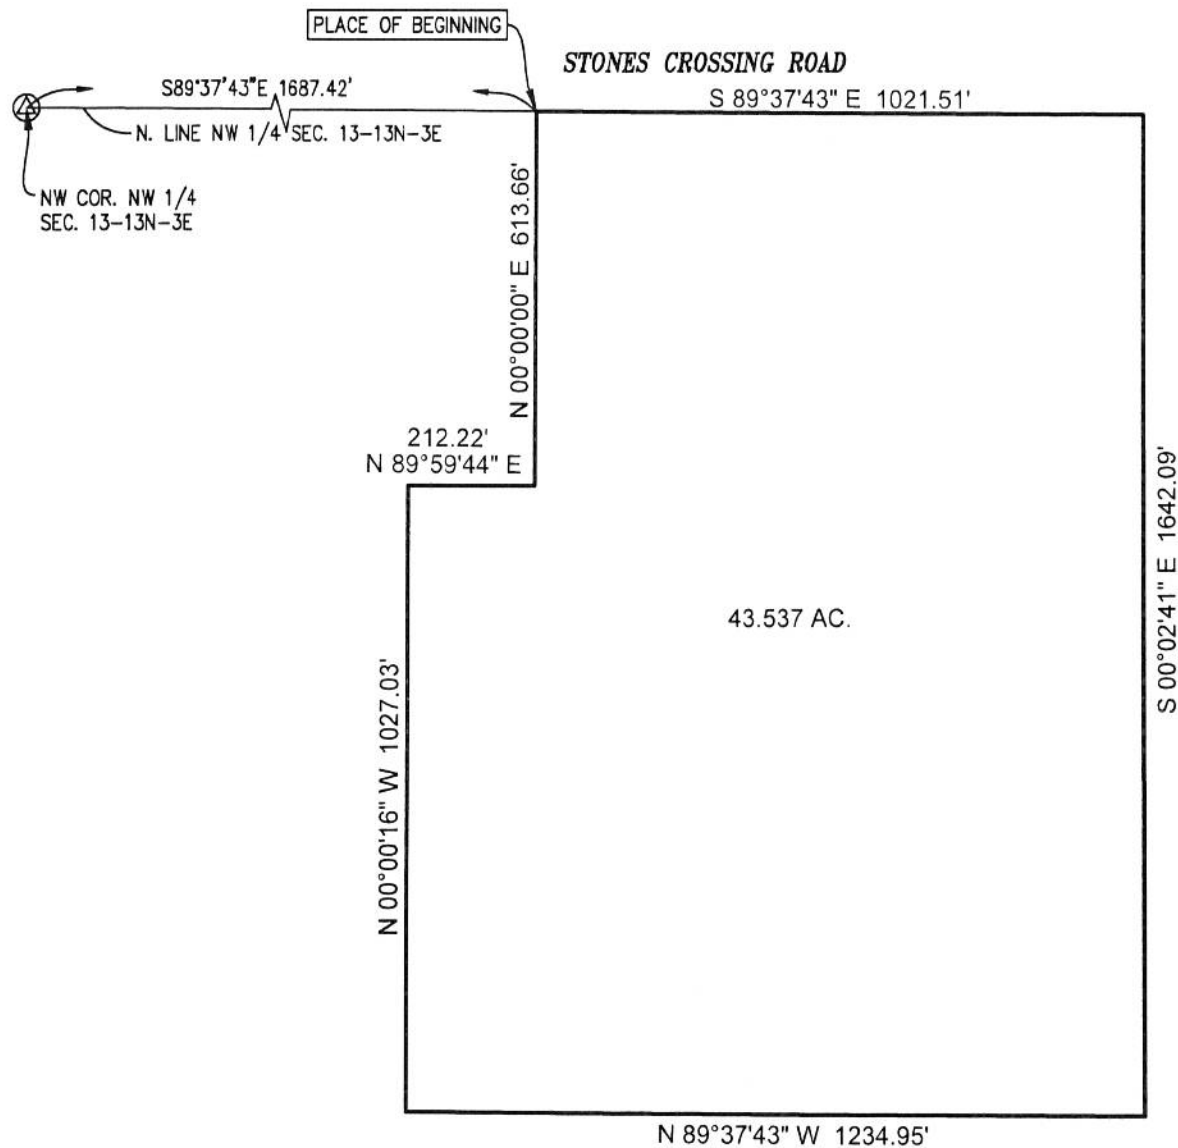 PLACE OF BEGINNING
STONES CROSSING ROAD
S89°37'43"E 1687.42'
S 89°37'43" E 1021.51'
N. LINE NW 1/4 SEC. 13-13N-3E
NW COR. NW 1/4
SEC. 13-13N-3E
N 00°00'00" E 613.66'
212.22'
N 89°59'44" E
S 00°02'41" E 1642.09'
43.537 AC.
N 00°00'16" W 1027.03'
N 89°37'43" W 1234.95'